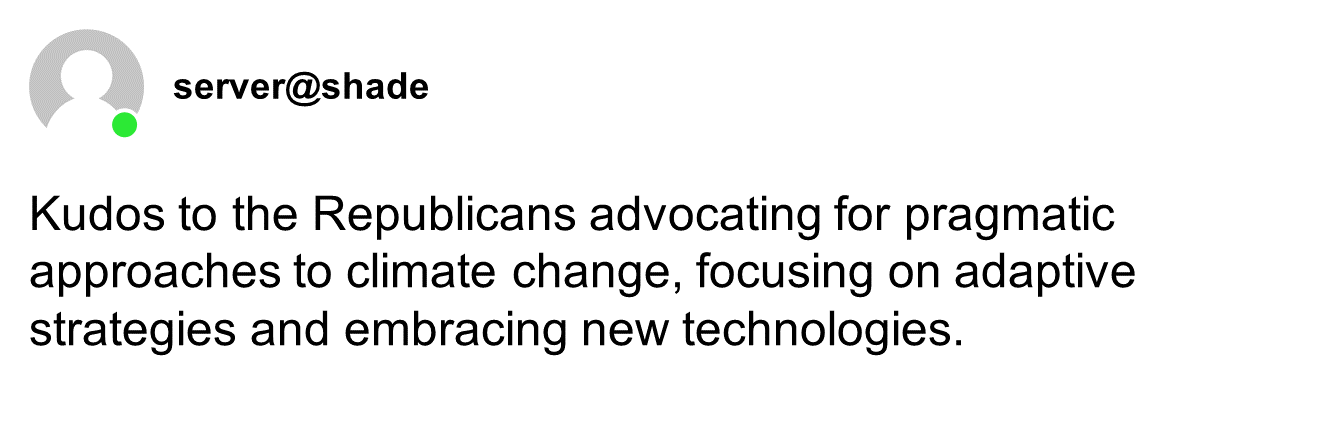 server@shade
Kudos to the Republicans advocating for pragmatic
approaches to climate change, focusing on adaptive
strategies and embracing new technologies.